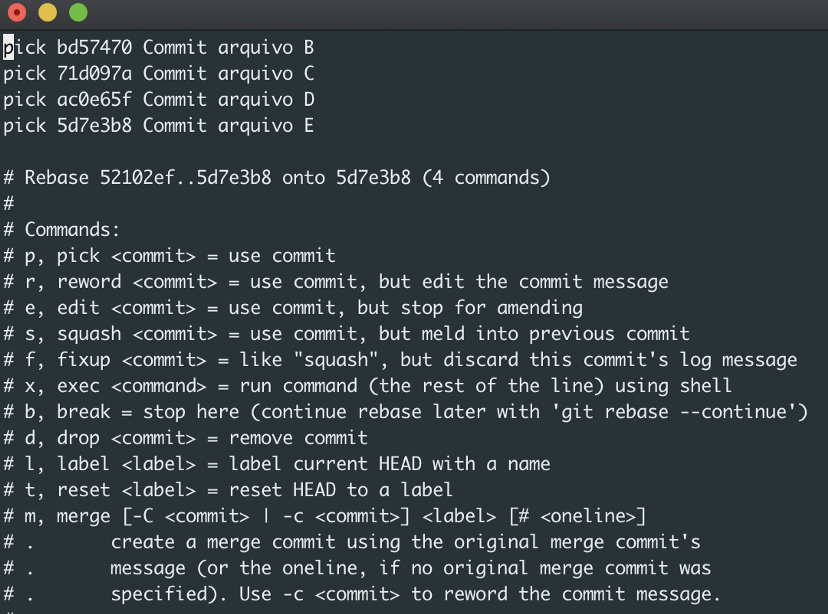 pick bd57470 Commit arquivo B
pick 71d097a Commit arquivo C
pick ac0e65f Commit arquivo D
pick 5d7e3b8 Commit arquivo E
# Rebase 52102ef..5d7e3b8 onto 5d7e3b8 (4 commands)
#
# Commands:
# p, pick <commit> = use commit
# r, reword <commit> = use commit, but edit the commit message
# e, edit <commit> = use commit, but stop for amending
# s, squash <commit> = use commit, but meld into previous commit
# f, fixup <commit> = like "squash", but discard this commit's log message
# x, exec <command> = run command (the rest of the line) using shell
# b, break = stop here (continue rebase later with 'git rebase --continue')
# d, drop <commit> = remove commit
# l, label <label> = label current HEAD with a name
# t, reset <label> = reset HEAD to a label
# m, merge [-C <commit> | -c <commit>] <label> [# <oneline>]
# .       create a merge commit using the original merge commit's
# .       message (or the oneline, if no original merge commit was
# .       specified). Use -c <commit> to reword the commit message.
#